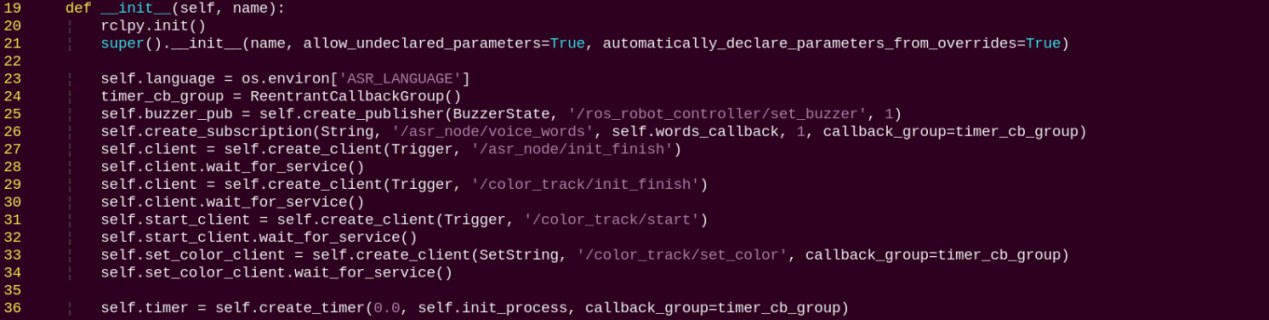 19 def __init__(self, name):
20 rclpy.init()
21 super().__init__(name, allow_undeclared_parameters=True, automatically_declare_parameters_from_overrides=True)
22
23 self.language = os.environ['ASR_LANGUAGE']
24 timer_cb_group = ReentrantCallbackGroup()
25 self.buzzer_pub = self.create_publisher(BuzzerState, '/ros_robot_controller/set_buzzer', 1)
26 self.create_subscription(String, '/asr_node/voice_words', self.words_callback, 1, callback_group=timer_cb_group)
27 self.client = self.create_client(Trigger, '/asr_node/init_finish')
28 self.client.wait_for_service()
29 self.client = self.create_client(Trigger, '/color_track/init_finish')
30 self.client.wait_for_service()
31 self.start_client = self.create_client(Trigger, '/color_track/start')
32 self.start_client.wait_for_service()
33 self.set_color_client = self.create_client(SetString, '/color_track/set_color', callback_group=timer_cb_group)
34 self.set_color_client.wait_for_service()
35
36 self.timer = self.create_timer(0.0, self.init_process, callback_group=timer_cb_group)